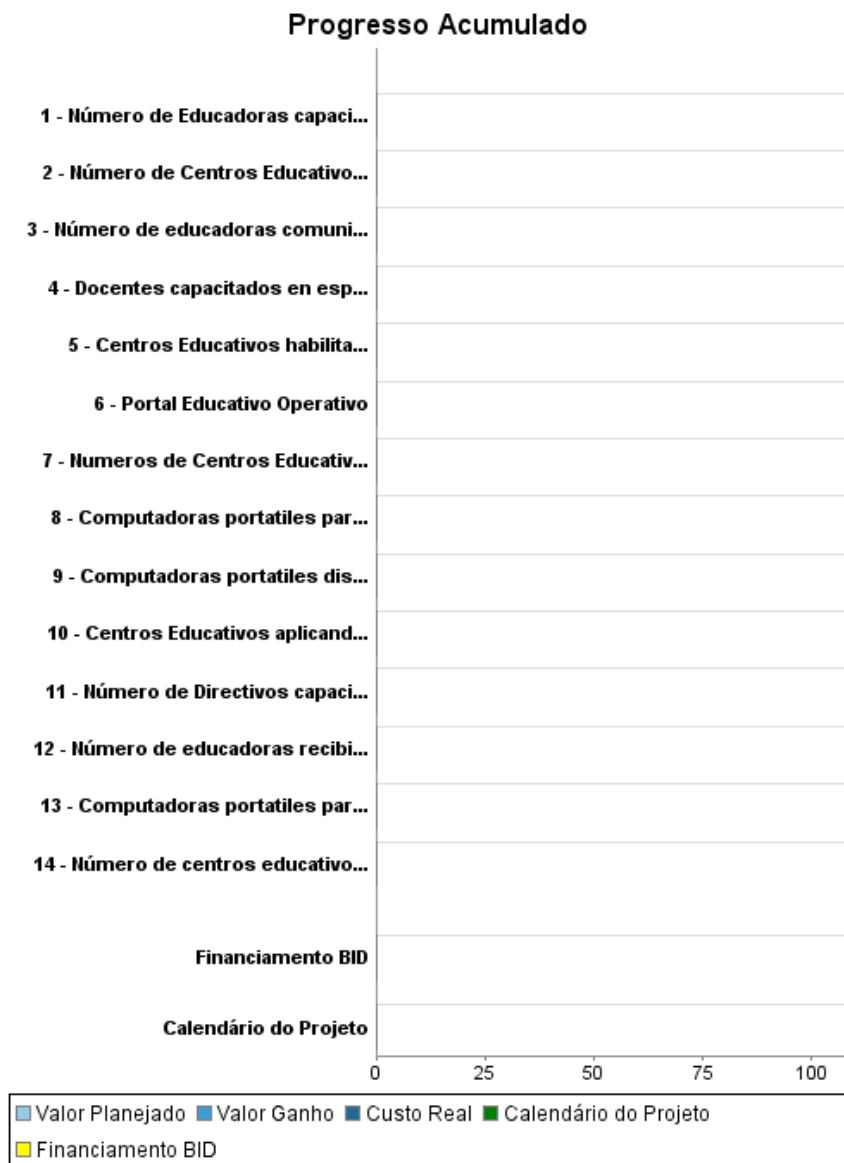 Progresso Acumulado
1 - Número de Educadoras capaci...
2 - Número de Centros Educativo...
3 - Número de educadoras comuni...
4 - Docentes capacitados en esp...
5 - Centros Educativos habilita...
6 - Portal Educativo Operativo
7 - Numeros de Centros Educativ...
8 - Computadoras portatiles par...
9 - Computadoras portatiles dis...
10 - Centros Educativos aplicand...
11 - Número de Directivos capaci...
12 - Número de educadoras recibi...
13 - Computadoras portatiles par...
14 - Número de centros educativo...
Financiamento BID
Calendário do Projeto
0 25 50 75 100
Valor Planejado Valor Ganho Custo Real Calendário do Projeto
Financiamento BID